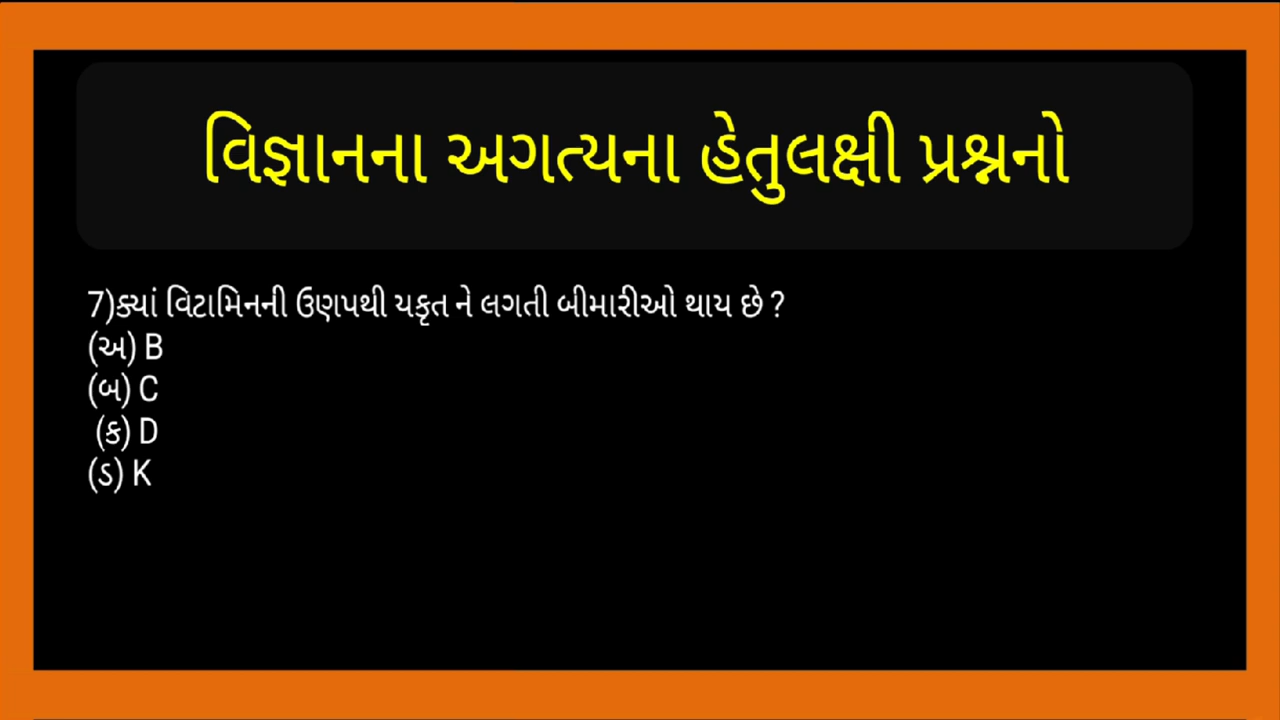 વિજ્ઞાનના અગત્યના હેતુલક્ષી પ્રશ્નનો
7)ક્યાં વિટામિનની ઉણપથી યકૃત ને લગતી બીમારીઓ થાય છે ?
(અ) B
(બ) C
(ક) D
(ડ) K